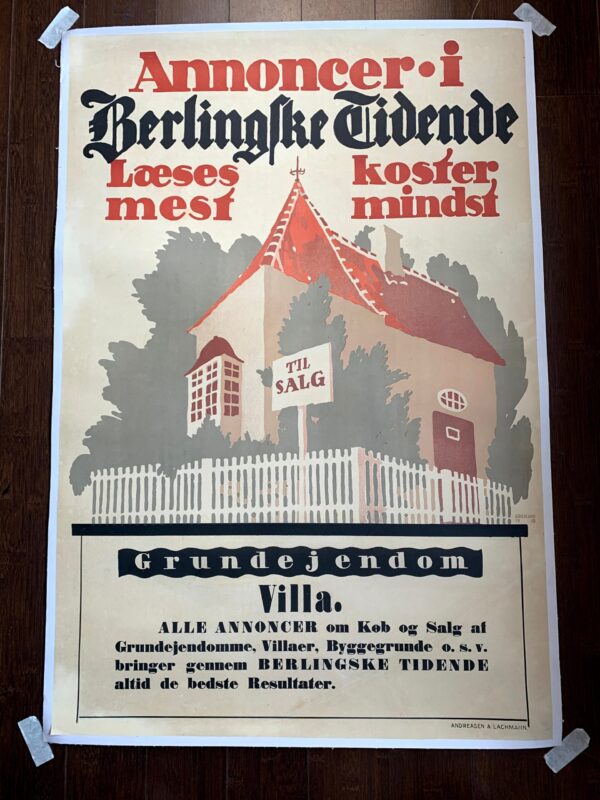 Annoncer·i
Berlingske Tidende
Læses koster
mest mindst
TIL
SALG
Grundejendom
Villa.
ALLE ANNONCER om Køb og Salg af
Grundejendomme, Villaer, Byggegrunde o. s. v.
bringer gennem BERLINGSKE TIDENDE
altid de bedste Resultater.
ANDREASEN & LACHMANN